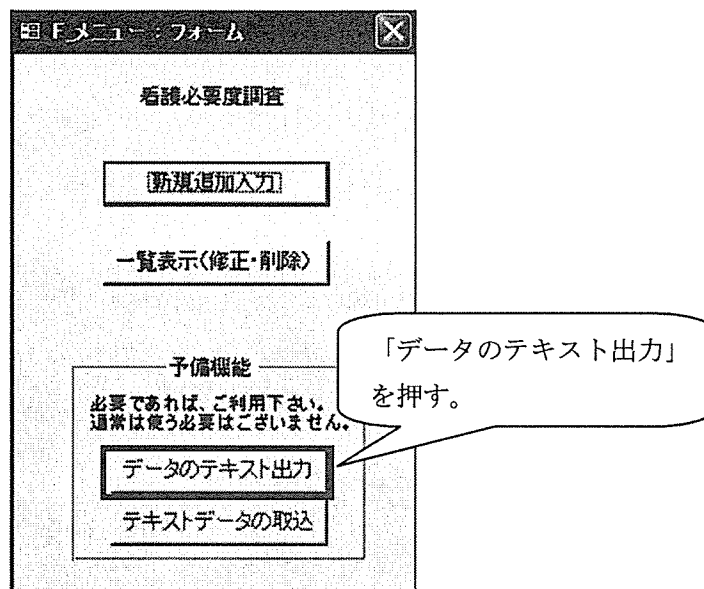 F_メニュー : フォーム
看護必要度調査
新規追加入力
一覧表示(修正・削除)
予備機能
必要であれば、ご利用下さい。
通常は使う必要はございません。
データのテキスト出力
テキストデータの取込
「データのテキスト出力」
を押す。